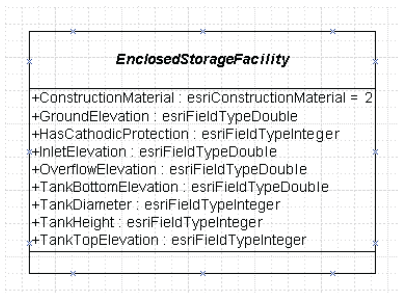 EnclosedStorageFacility
+ConstructionMaterial : esriConstructionMaterial = 2
+GroundElevation : esriFieldTypeDouble
+HasCathodicProtection : esriFieldTypeInteger
+InletElevation : esriFieldTypeDouble
+OverflowElevation : esriFieldTypeDouble
+TankBottomElevation : esriFieldTypeDouble
+TankDiameter : esriFieldTypeInteger
+TankHeight : esriFieldTypeInteger
+TankTopElevation : esriFieldTypeInteger